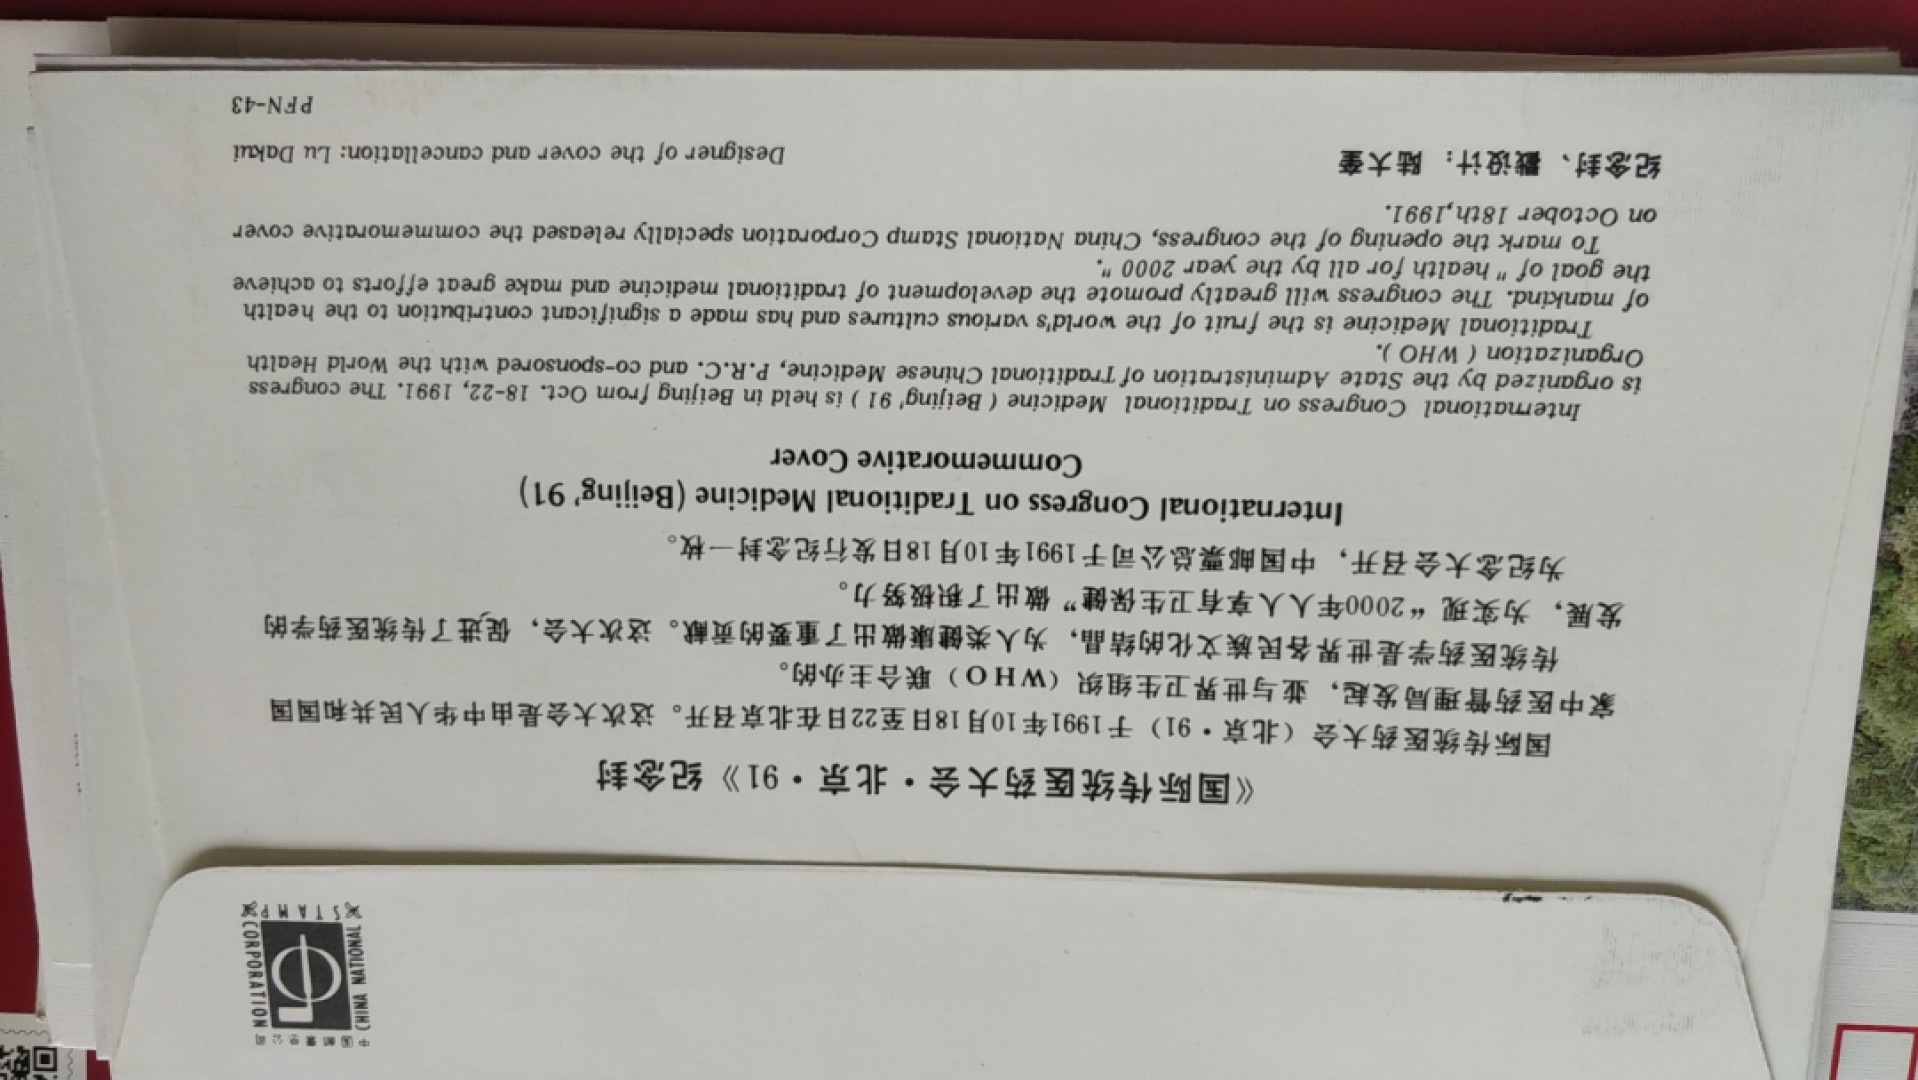 中国邮票总公司
CHINA NATIONAL
STAMP
CORPORATION
《国际传统医药大会·北京·91》纪念封
国际传统医药大会（北京·91）于1991年10月18日至22日在北京召开。这次大会是由中华人民共和国国
家中医药管理局发起，并与世界卫生组织（WHO）联合主办的。
传统医药学是世界各民族文化的结晶，为人类健康做出了重要的贡献。这次大会，促进了传统医药学的
发展，为实现“2000年人人享有卫生保健”做出了积极努力。
为纪念大会召开，中国邮票总公司于1991年10月18日发行纪念封一枚。
International Congress on Traditional Medicine (Beijing' 91)
Commemorative Cover
International Congress on Traditional Medicine ( Beijing' 91 ) is held in Beijing from Oct. 18-22, 1991. The congress
is organized by the State Administration of Traditional Chinese Medicine, P.R.C. and co-sponsored with the World Health
Organization ( WHO ).
Traditional Medicine is the fruit of the world's various cultures and has made a significant contribution to the health
of mankind. The congress will greatly promote the development of traditional medicine and make great efforts to achieve
the goal of " health for all by the year 2000 ".
To mark the opening of the congress, China National Stamp Corporation specially released the commemorative cover
on October 18th,1991.
纪念封、戳设计：陆大奎
Designer of the cover and cancellation: Lu Dakui
PFN-43